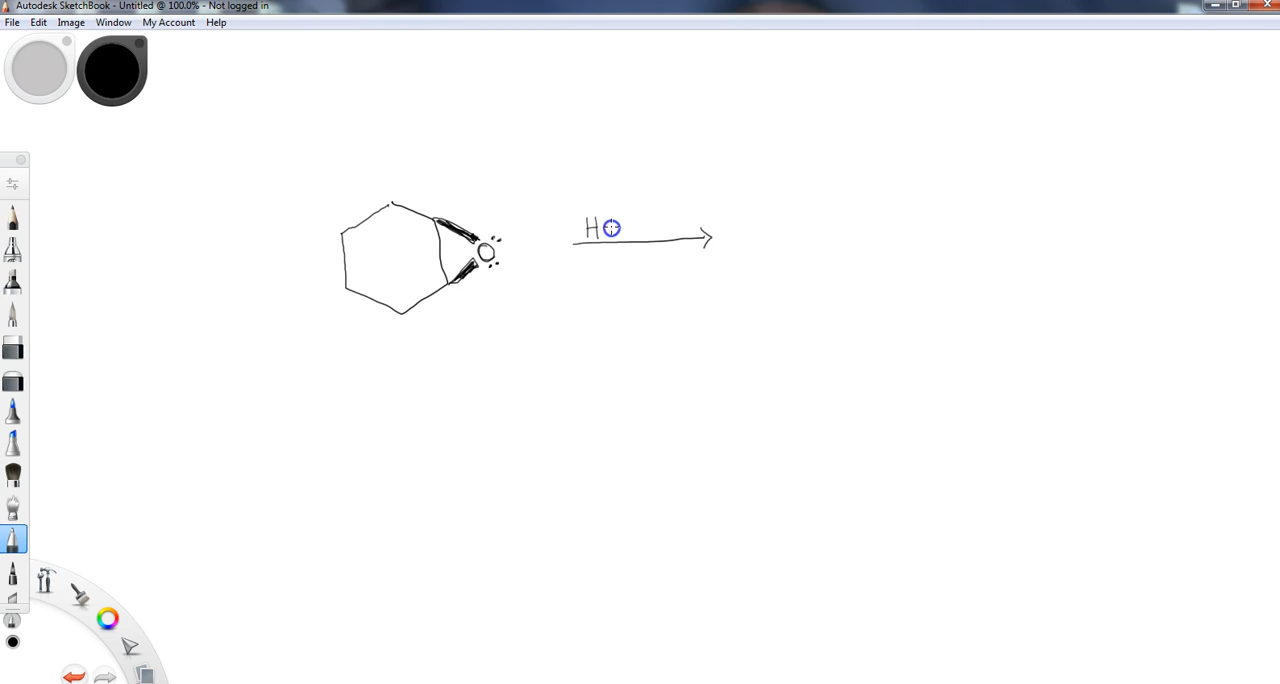 Autodesk SketchBook - Untitled @ 100.0% - Not logged in
File Edit Image Window My Account Help
H
O